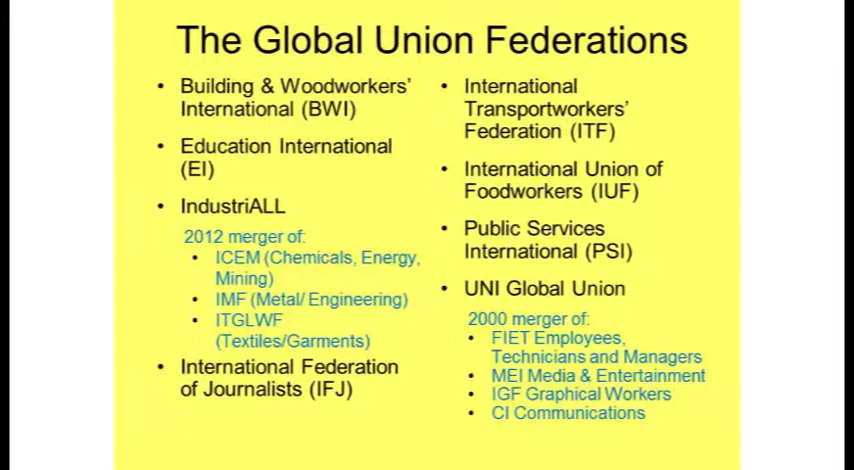 The Global Union Federations
• Building & Woodworkers'
International (BWI)
• Education International
(EI)
• IndustriALL
2012 merger of:
• ICEM (Chemicals, Energy,
Mining)
• IMF (Metal/ Engineering)
• ITGLWF
(Textiles/Garments)
• International Federation
of Journalists (IFJ)
• International
Transportworkers'
Federation (ITF)
• International Union of
Foodworkers (IUF)
• Public Services
International (PSI)
• UNI Global Union
2000 merger of:
• FIET Employees,
Technicians and Managers
• MEI Media & Entertainment
• IGF Graphical Workers
• CI Communications